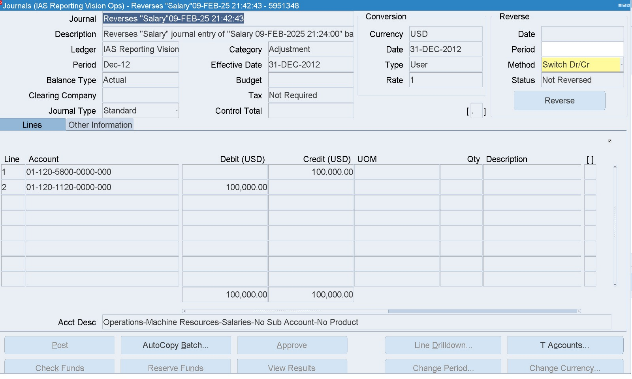 Journals (IAS Reporting Vision Ops) - Reverses "Salary"09-FEB-25 21:42:43 - 5951348
Journal Reverses "Salary"09-FEB-25 21:42:43 Conversion Reverse
Description Reverses "Salary" journal entry of "Salary 09-FEB-2025 21:24:00" ba Currency USD Date
Ledger IAS Reporting Vision Category Adjustment Date 31-DEC-2012 Period
Period Dec-12 Effective Date 31-DEC-2012 Type User Method Switch Dr/Cr
Balance Type Actual Budget Rate 1 Status Not Reversed
Clearing Company Tax Not Required Reverse
Journal Type Standard Control Total [ . ]
Lines Other Information
Line Account Debit (USD) Credit (USD) UOM Qty Description [ ]
1 01-120-5800-0000-000 100,000.00
2 01-120-1120-0000-000 100,000.00
100,000.00 100,000.00
Acct Desc Operations-Machine Resources-Salaries-No Sub Account-No Product
Post AutoCopy Batch... Approve Line Drilldown... T Accounts...
Check Funds Reserve Funds View Results Change Period... Change Currency...